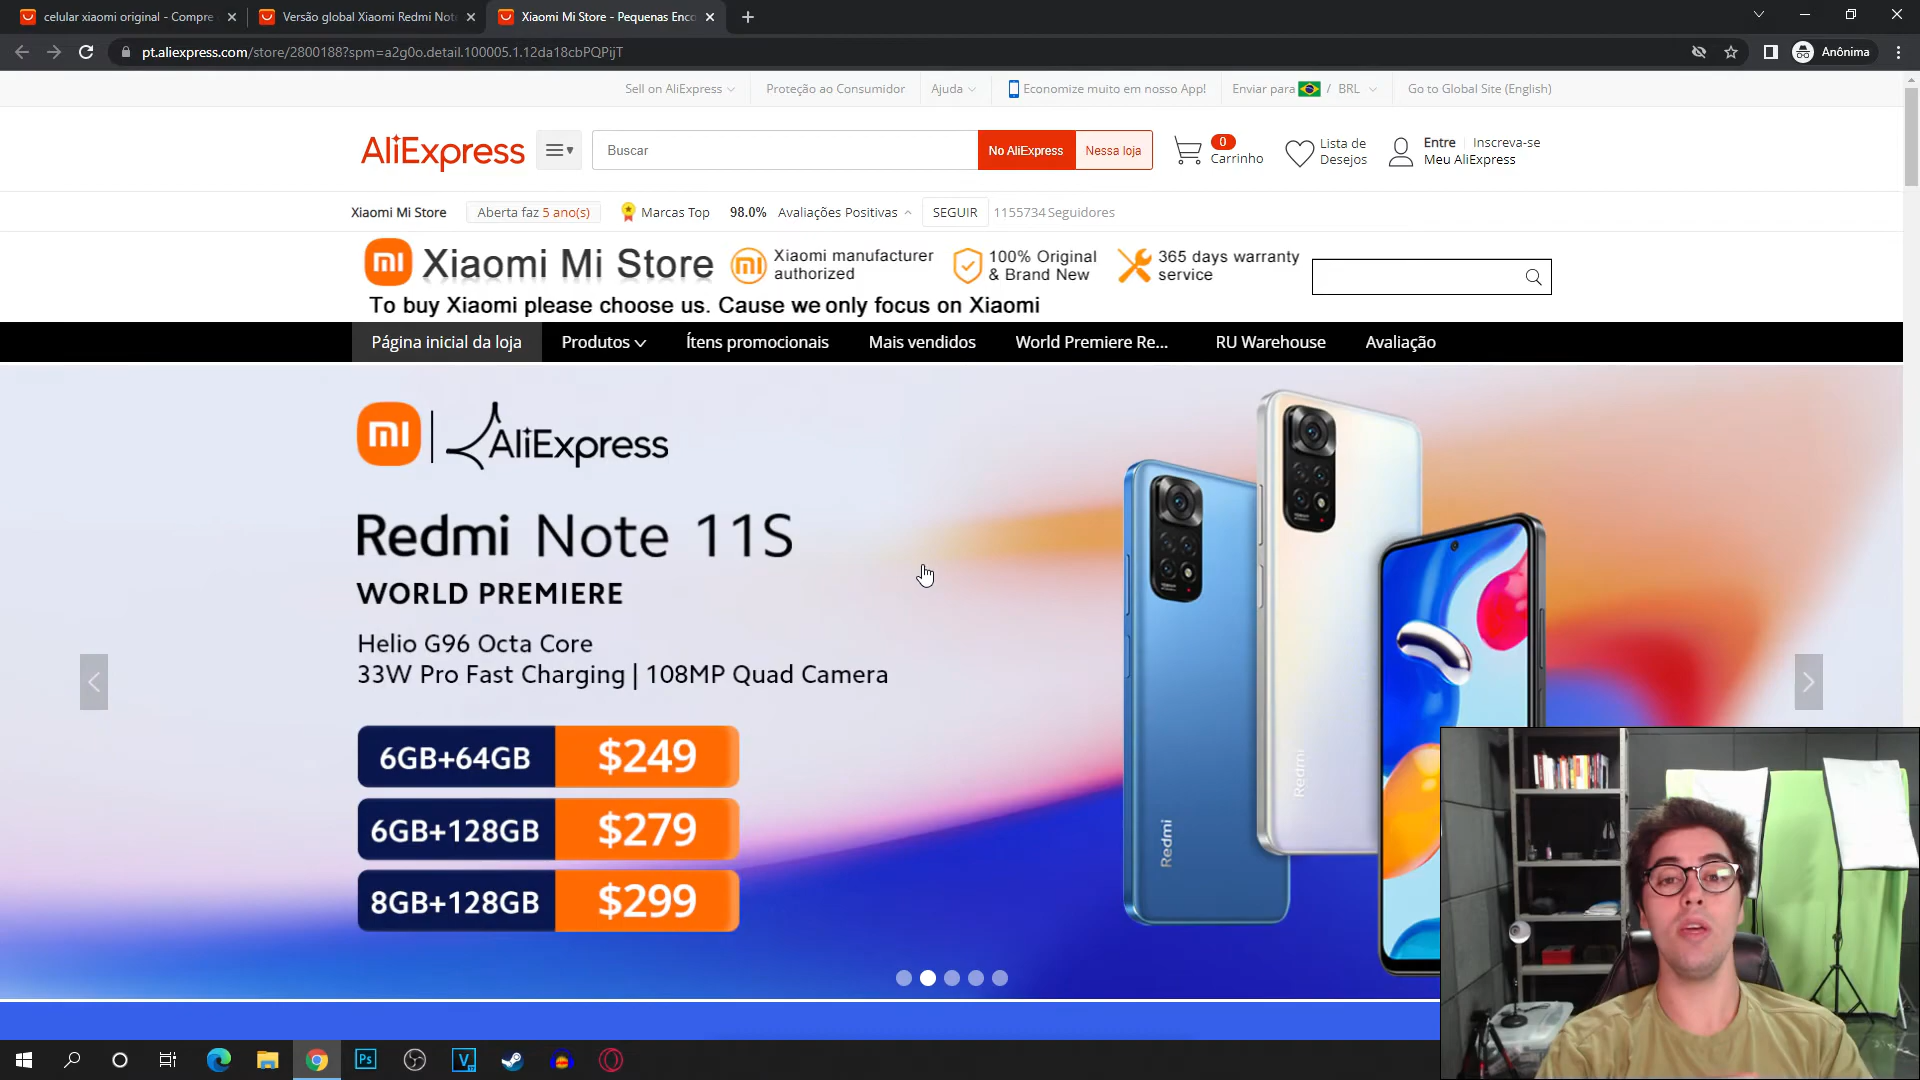 celular xiaomi original - Compre
Versão global Xiaomi Redmi Not
Xiaomi Mi Store - Pequenas Enc
pt.aliexpress.com/store/2800188?spm=a2g0o.detail.100005.1.12da18cbPQPijT
Anônima
Sell on AliExpress
Proteção ao Consumidor
Ajuda
Economize muito em nosso App!
Enviar para / BRL
Go to Global Site (English)
AliExpress
Buscar
No AliExpress
Nessa loja
0
Carrinho
Lista de
Desejos
Entre
Inscreva-se
Meu AliExpress
Xiaomi Mi Store
Aberta faz 5 ano(s)
Marcas Top
98.0% Avaliações Positivas
SEGUIR
1155734 Seguidores
mi
Xiaomi Mi Store
mi
Xiaomi manufacturer
authorized
100% Original
& Brand New
365 days warranty
service
To buy Xiaomi please choose us. Cause we only focus on Xiaomi
Página inicial da loja
Produtos
Ítens promocionais
Mais vendidos
World Premiere Re...
RU Warehouse
Avaliação
mi
AliExpress
Redmi Note 11S
WORLD PREMIERE
Helio G96 Octa Core
33W Pro Fast Charging | 108MP Quad Camera
6GB+64GB $249
6GB+128GB $279
8GB+128GB $299
Redmi
Redmi
Ps
V